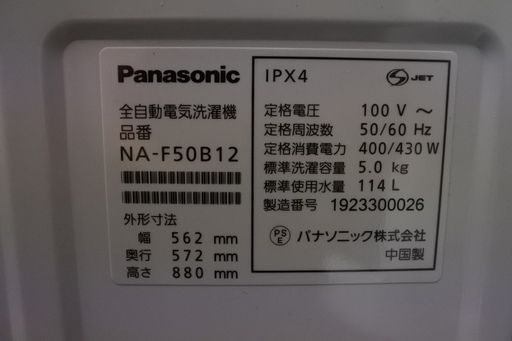 Panasonic
全自動電気洗濯機
品番
NA-F50B12
外形寸法
幅 562 mm
奥行 572 mm
高さ 880 mm
IPX4
S JET
定格電圧 100 V ~
定格周波数 50/60 Hz
定格消費電力 400/430 W
標準洗濯容量 5.0 kg
標準使用水量 114 L
製造番号 1923300026
PS E パナソニック株式会社
中国製